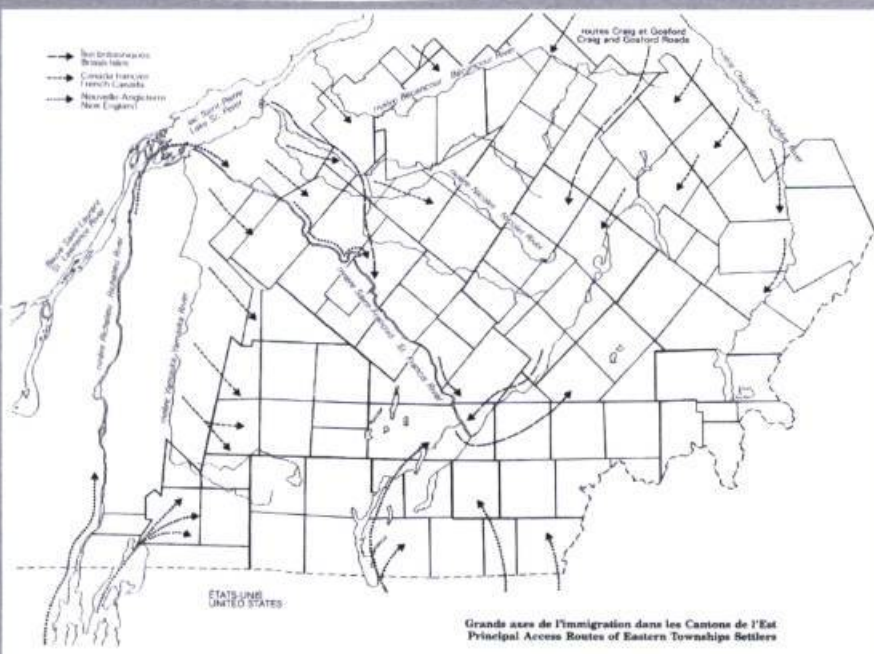 Îles britanniques
British Isles
Canada français
French Canada
Nouvelle-Angleterre
New England
routes Craig et Gosford
Craig and Gosford Roads
rivière Bécancour Bécancour River
rivière Chaudière Chaudière River
lac Saint-Pierre
Lake St. Peter
fleuve Saint-Laurent
St. Lawrence River
rivière Nicolet Nicolet River
rivière Richelieu Richelieu River
rivière Yamaska Yamaska River
rivière Saint-François St. Francis River
ÉTATS-UNIS
UNITED STATES
Grands axes de l'immigration dans les Cantons de l'Est
Principal Access Routes of Eastern Townships Settlers